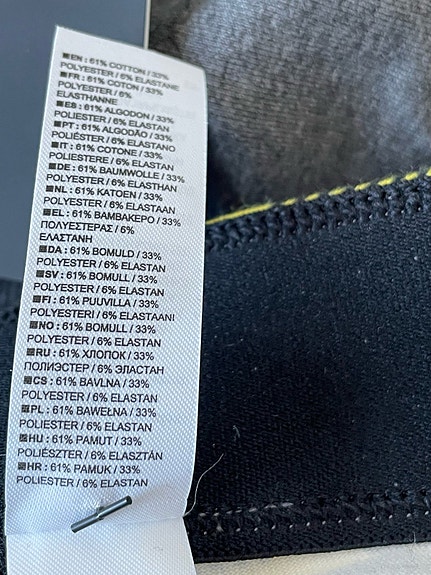 ■EN : 61% COTTON / 33%
POLYESTER / 6% ELASTANE
■FR : 61% COTON / 33%
POLYESTER / 6%
ELASTHANNE
■ES : 61% ALGODON / 33%
POLIESTER / 6% ELASTAN
■PT : 61% ALGODÃO / 33%
POLIÉSTER / 6% ELASTANO
■IT : 61% COTONE / 33%
POLIESTERE / 6% ELASTAN
■DE : 61% BAUMWOLLE / 33%
POLYESTER / 6% ELASTHAN
■NL : 61% KATOEN / 33%
POLYESTER / 6% ELASTAAN
■EL : 61% ΒΑΜΒΑΚΕΡΟ / 33%
ΠΟΛΥΕΣΤΕΡΑΣ / 6%
ΕΛΑΣΤΑΝΗ
■DA : 61% BOMULD / 33%
POLYESTER / 6% ELASTAN
■SV : 61% BOMULL / 33%
POLYESTER / 6% ELASTAN
■FI : 61% PUUVILLA / 33%
POLYESTERI / 6% ELASTAANI
■NO : 61% BOMULL / 33%
POLYESTER / 6% ELASTAN
■RU : 61% ХЛОПОК / 33%
ПОЛИЭСТЕР / 6% ЭЛАСТАН
■CS : 61% BAVLNA / 33%
POLYESTER / 6% ELASTAN
■PL : 61% BAWEŁNA / 33%
POLIESTER / 6% ELASTAN
■HU : 61% PAMUT / 33%
POLIÉSZTER / 6% ELASZTÁN
■HR : 61% PAMUK / 33%
POLIESTER / 6% ELASTAN